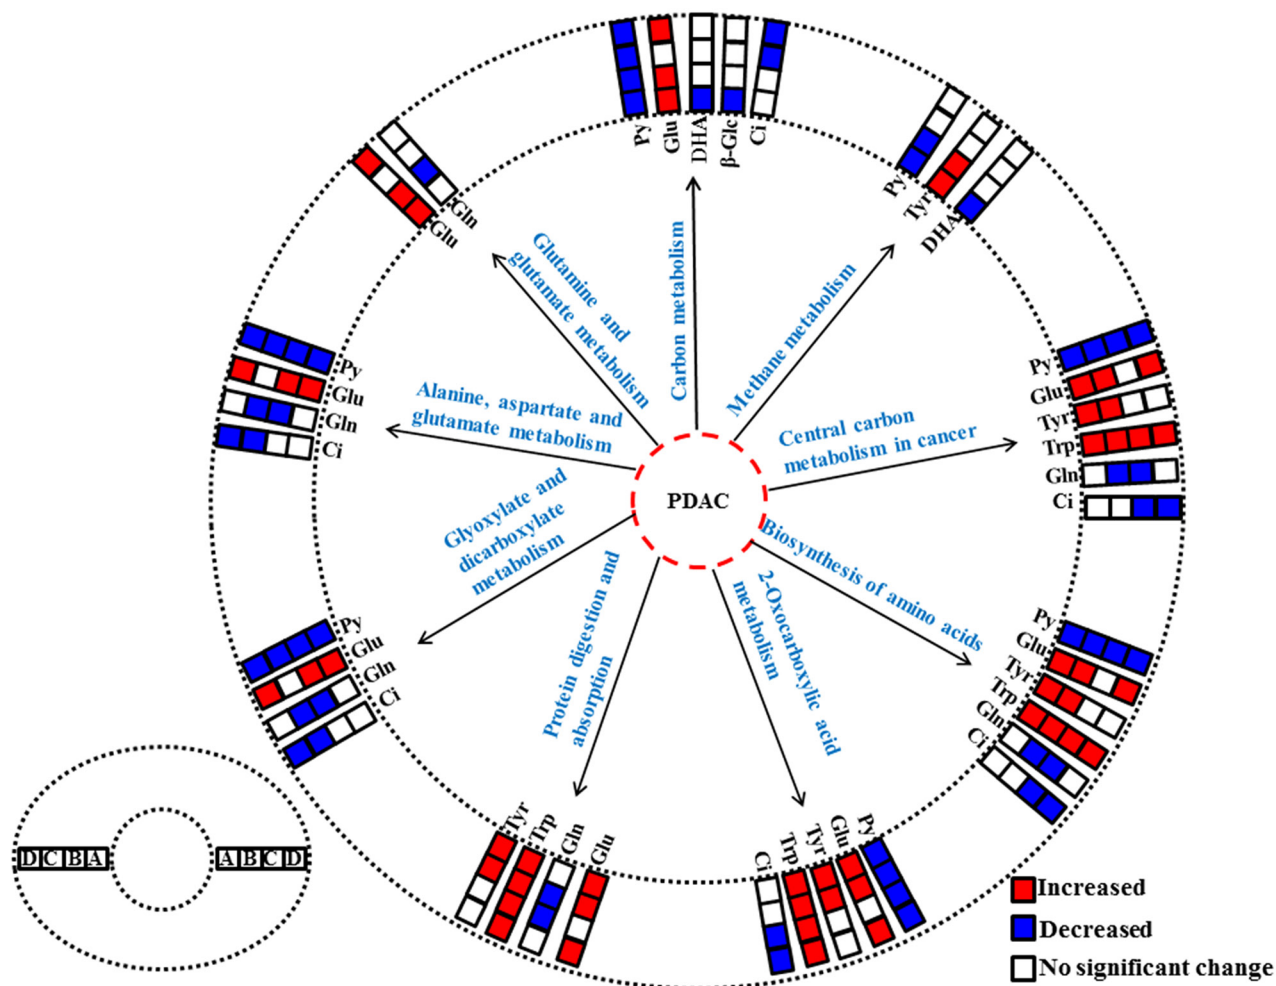 Py
Glu
DHA
β-Glc
Ci
Py
Tyr
DHA
Gln
Glu
Glutamine and
glutamate metabolism
Carbon metabolism
Methane metabolism
Py
Glu
Gln
Ci
Alanine, aspartate and
glutamate metabolism
Central carbon
metabolism in cancer
Py
Glu
Tyr
Trp
Gln
Ci
PDAC
Glyoxylate and
dicarboxylate
metabolism
Protein digestion and
absorption
2-Oxocarboxylic acid
metabolism
Biosynthesis of amino acids
Py
Glu
Gln
Ci
Py
Glu
Tyr
Trp
Gln
Ci
Tyr
Trp
Gln
Glu
Ci
Trp
Tyr
Glu
Py
D C B A
A B C D
Increased
Decreased
No significant change